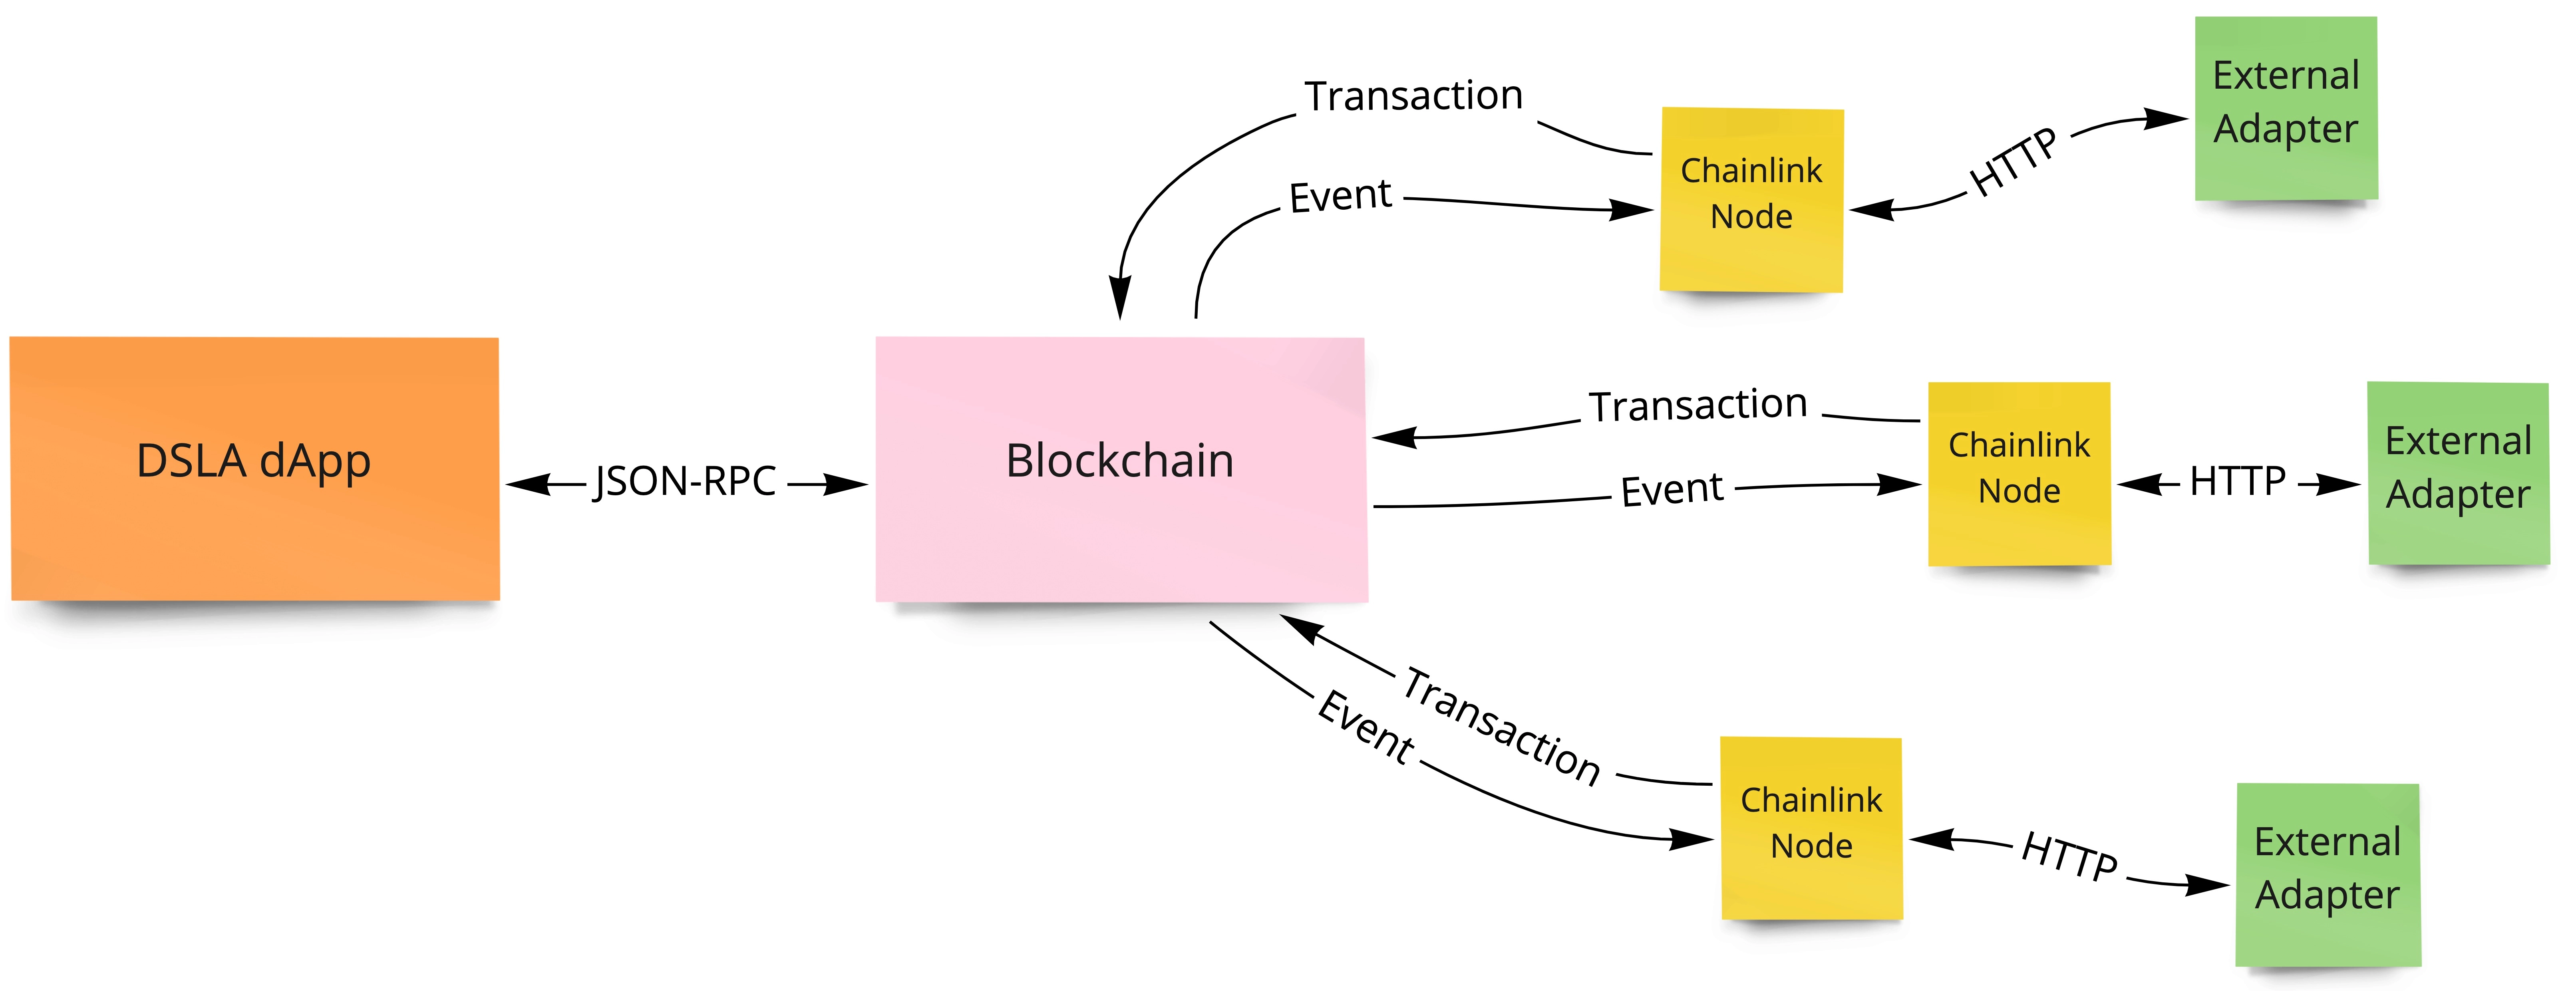 External
Adapter
Transaction
HTTP
Chainlink
Node
Event
DSLA dApp
JSON-RPC
Blockchain
Transaction
Event
Chainlink
Node
HTTP
External
Adapter
Transaction
Event
Chainlink
Node
HTTP
External
Adapter